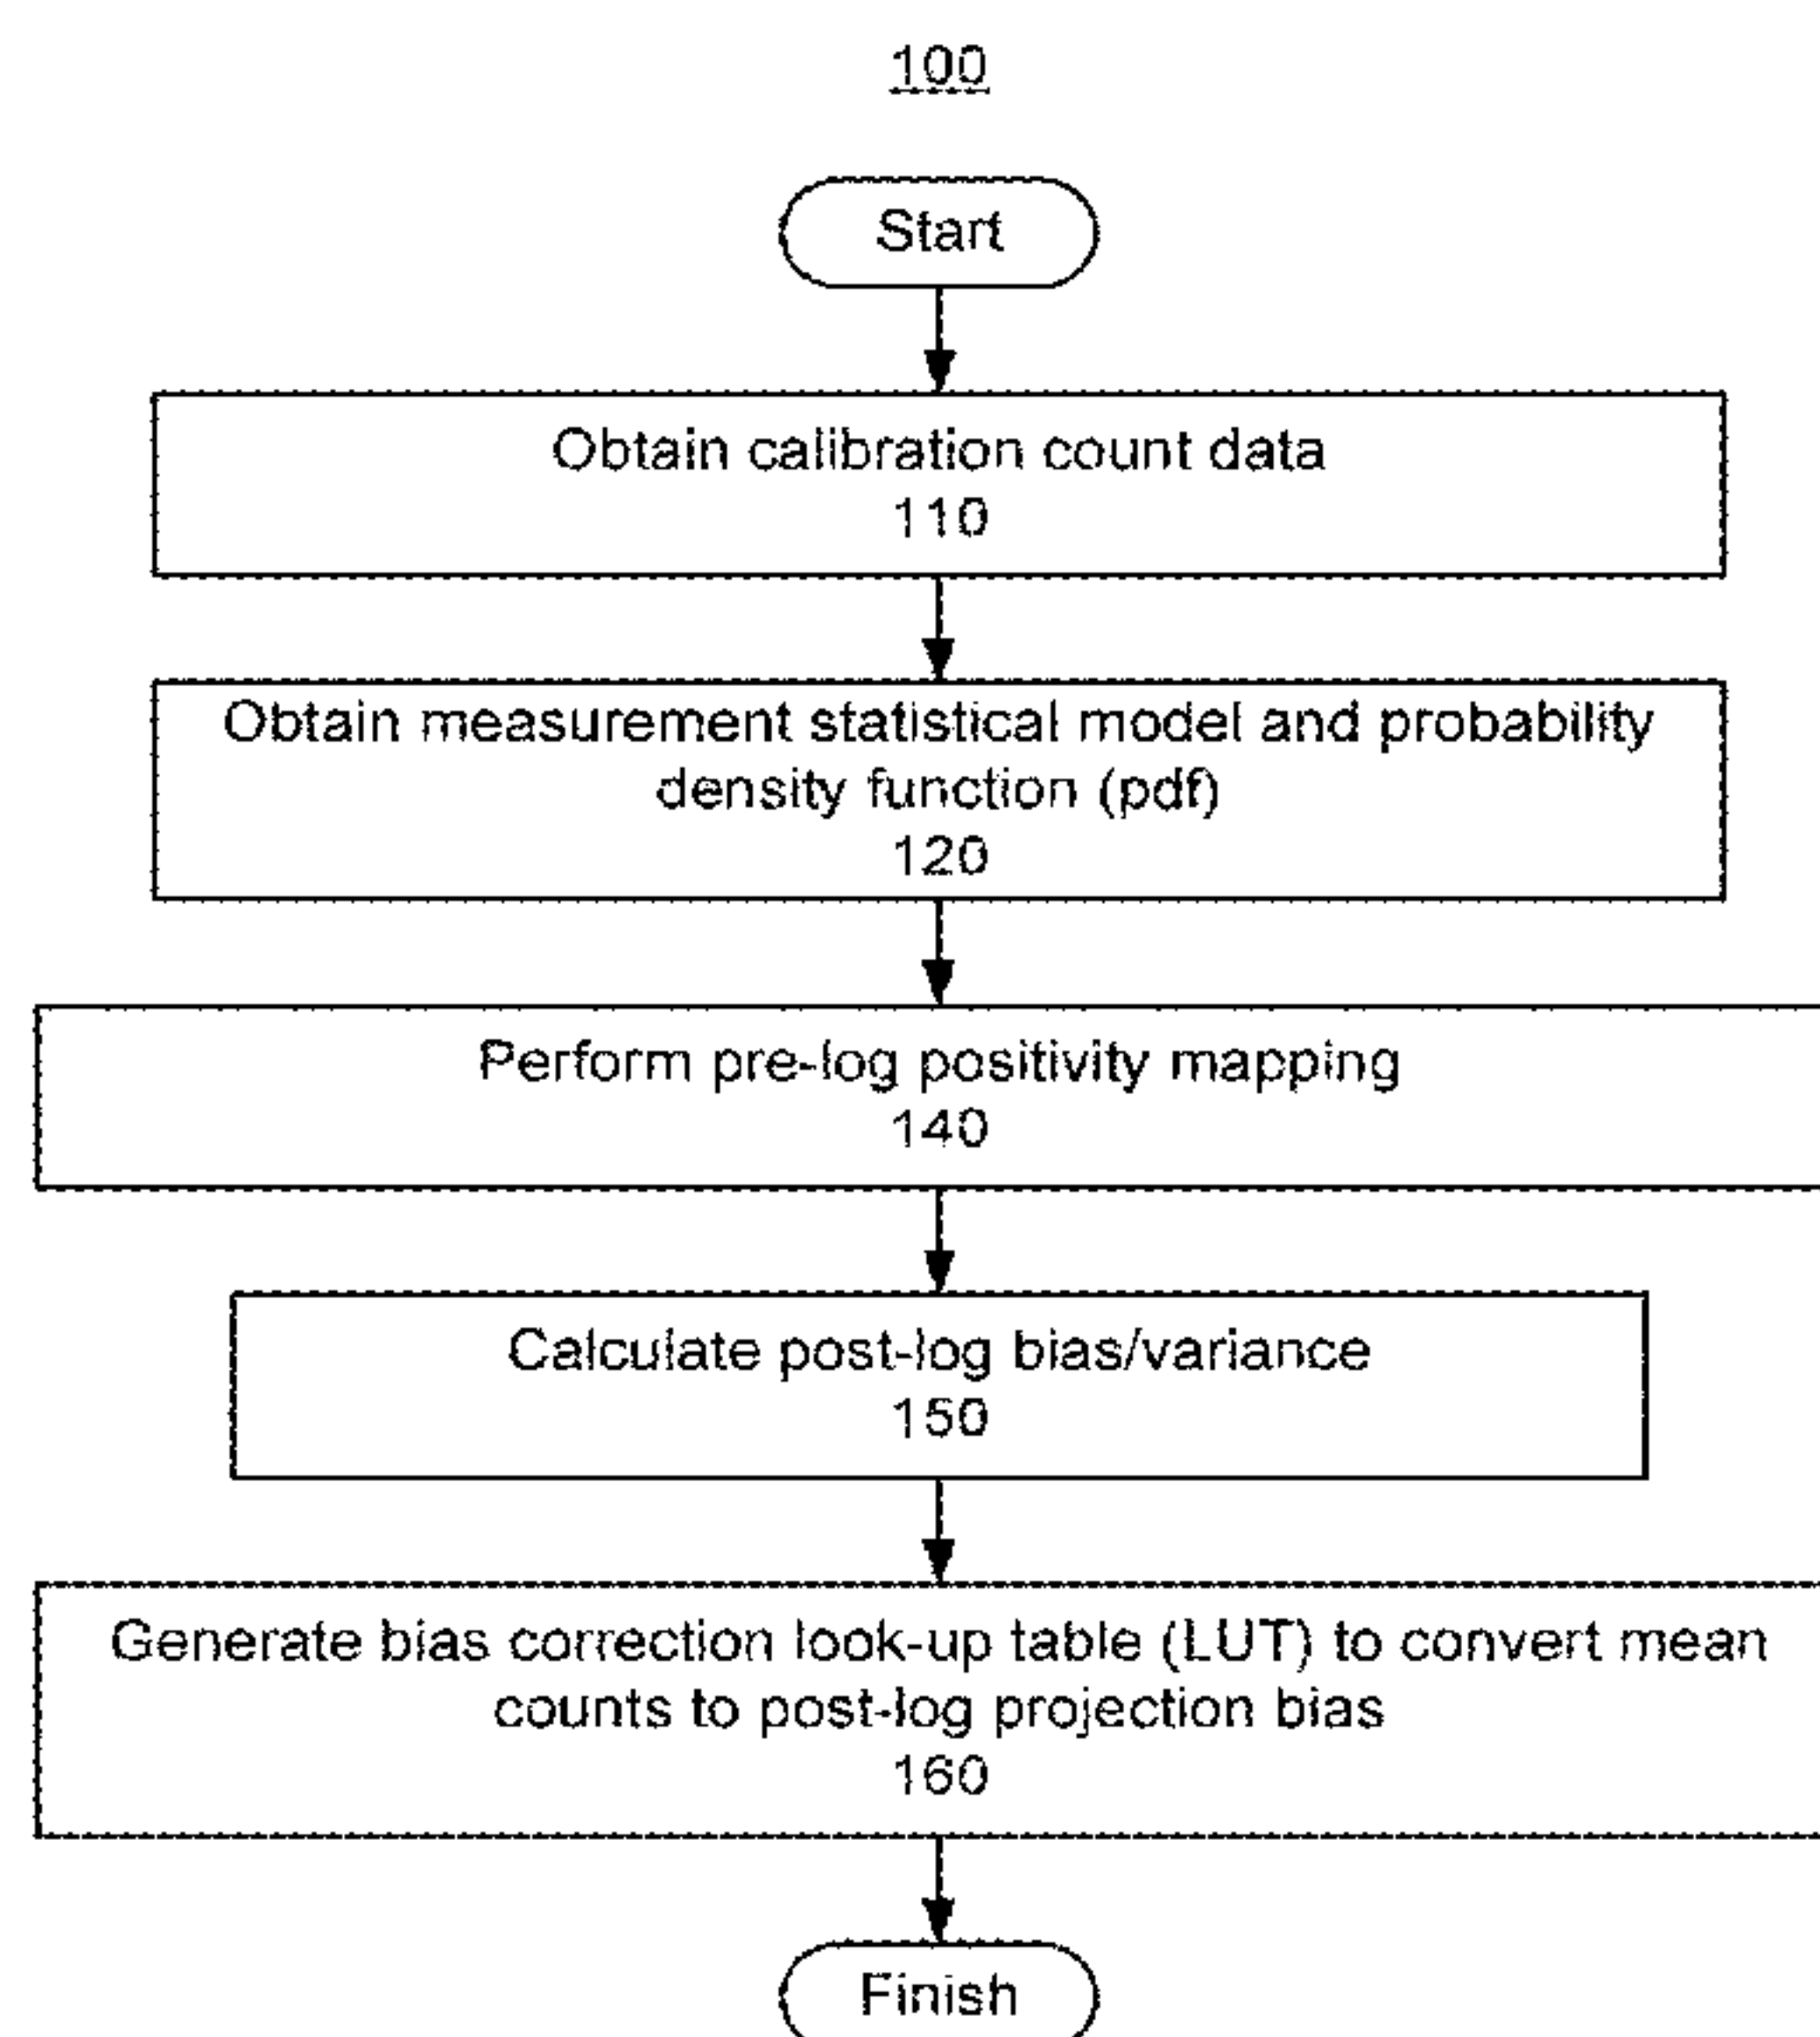 100
Start
Obtain calibration count data
110
Obtain measurement statistical model and probability
density function (pdf)
120
Perform pre-log positivity mapping
140
Calculate post-log bias/variance
150
Generate bias correction look-up table (LUT) to convert mean
counts to post-log projection bias
160
Finish